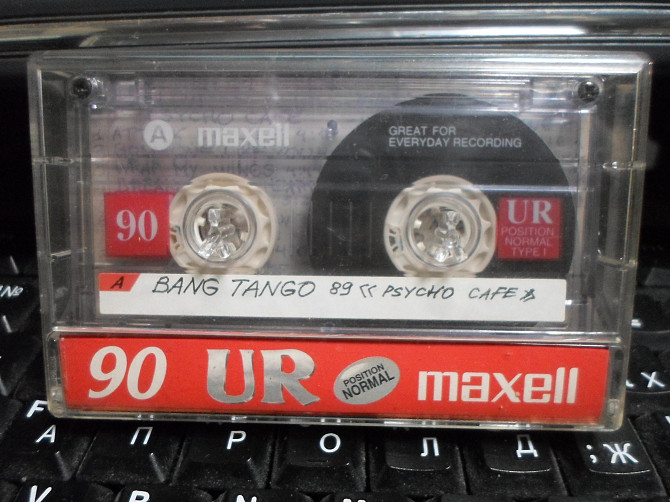 A maxell
GREAT FOR
EVERYDAY RECORDING
90
UR
POSITION
NORMAL
TYPE I
A BANG TANGO 89 << PSYCHO CAFE >>
90 UR POSITION NORMAL maxell
F
А П Р О Л Д ; Ж
V B N M